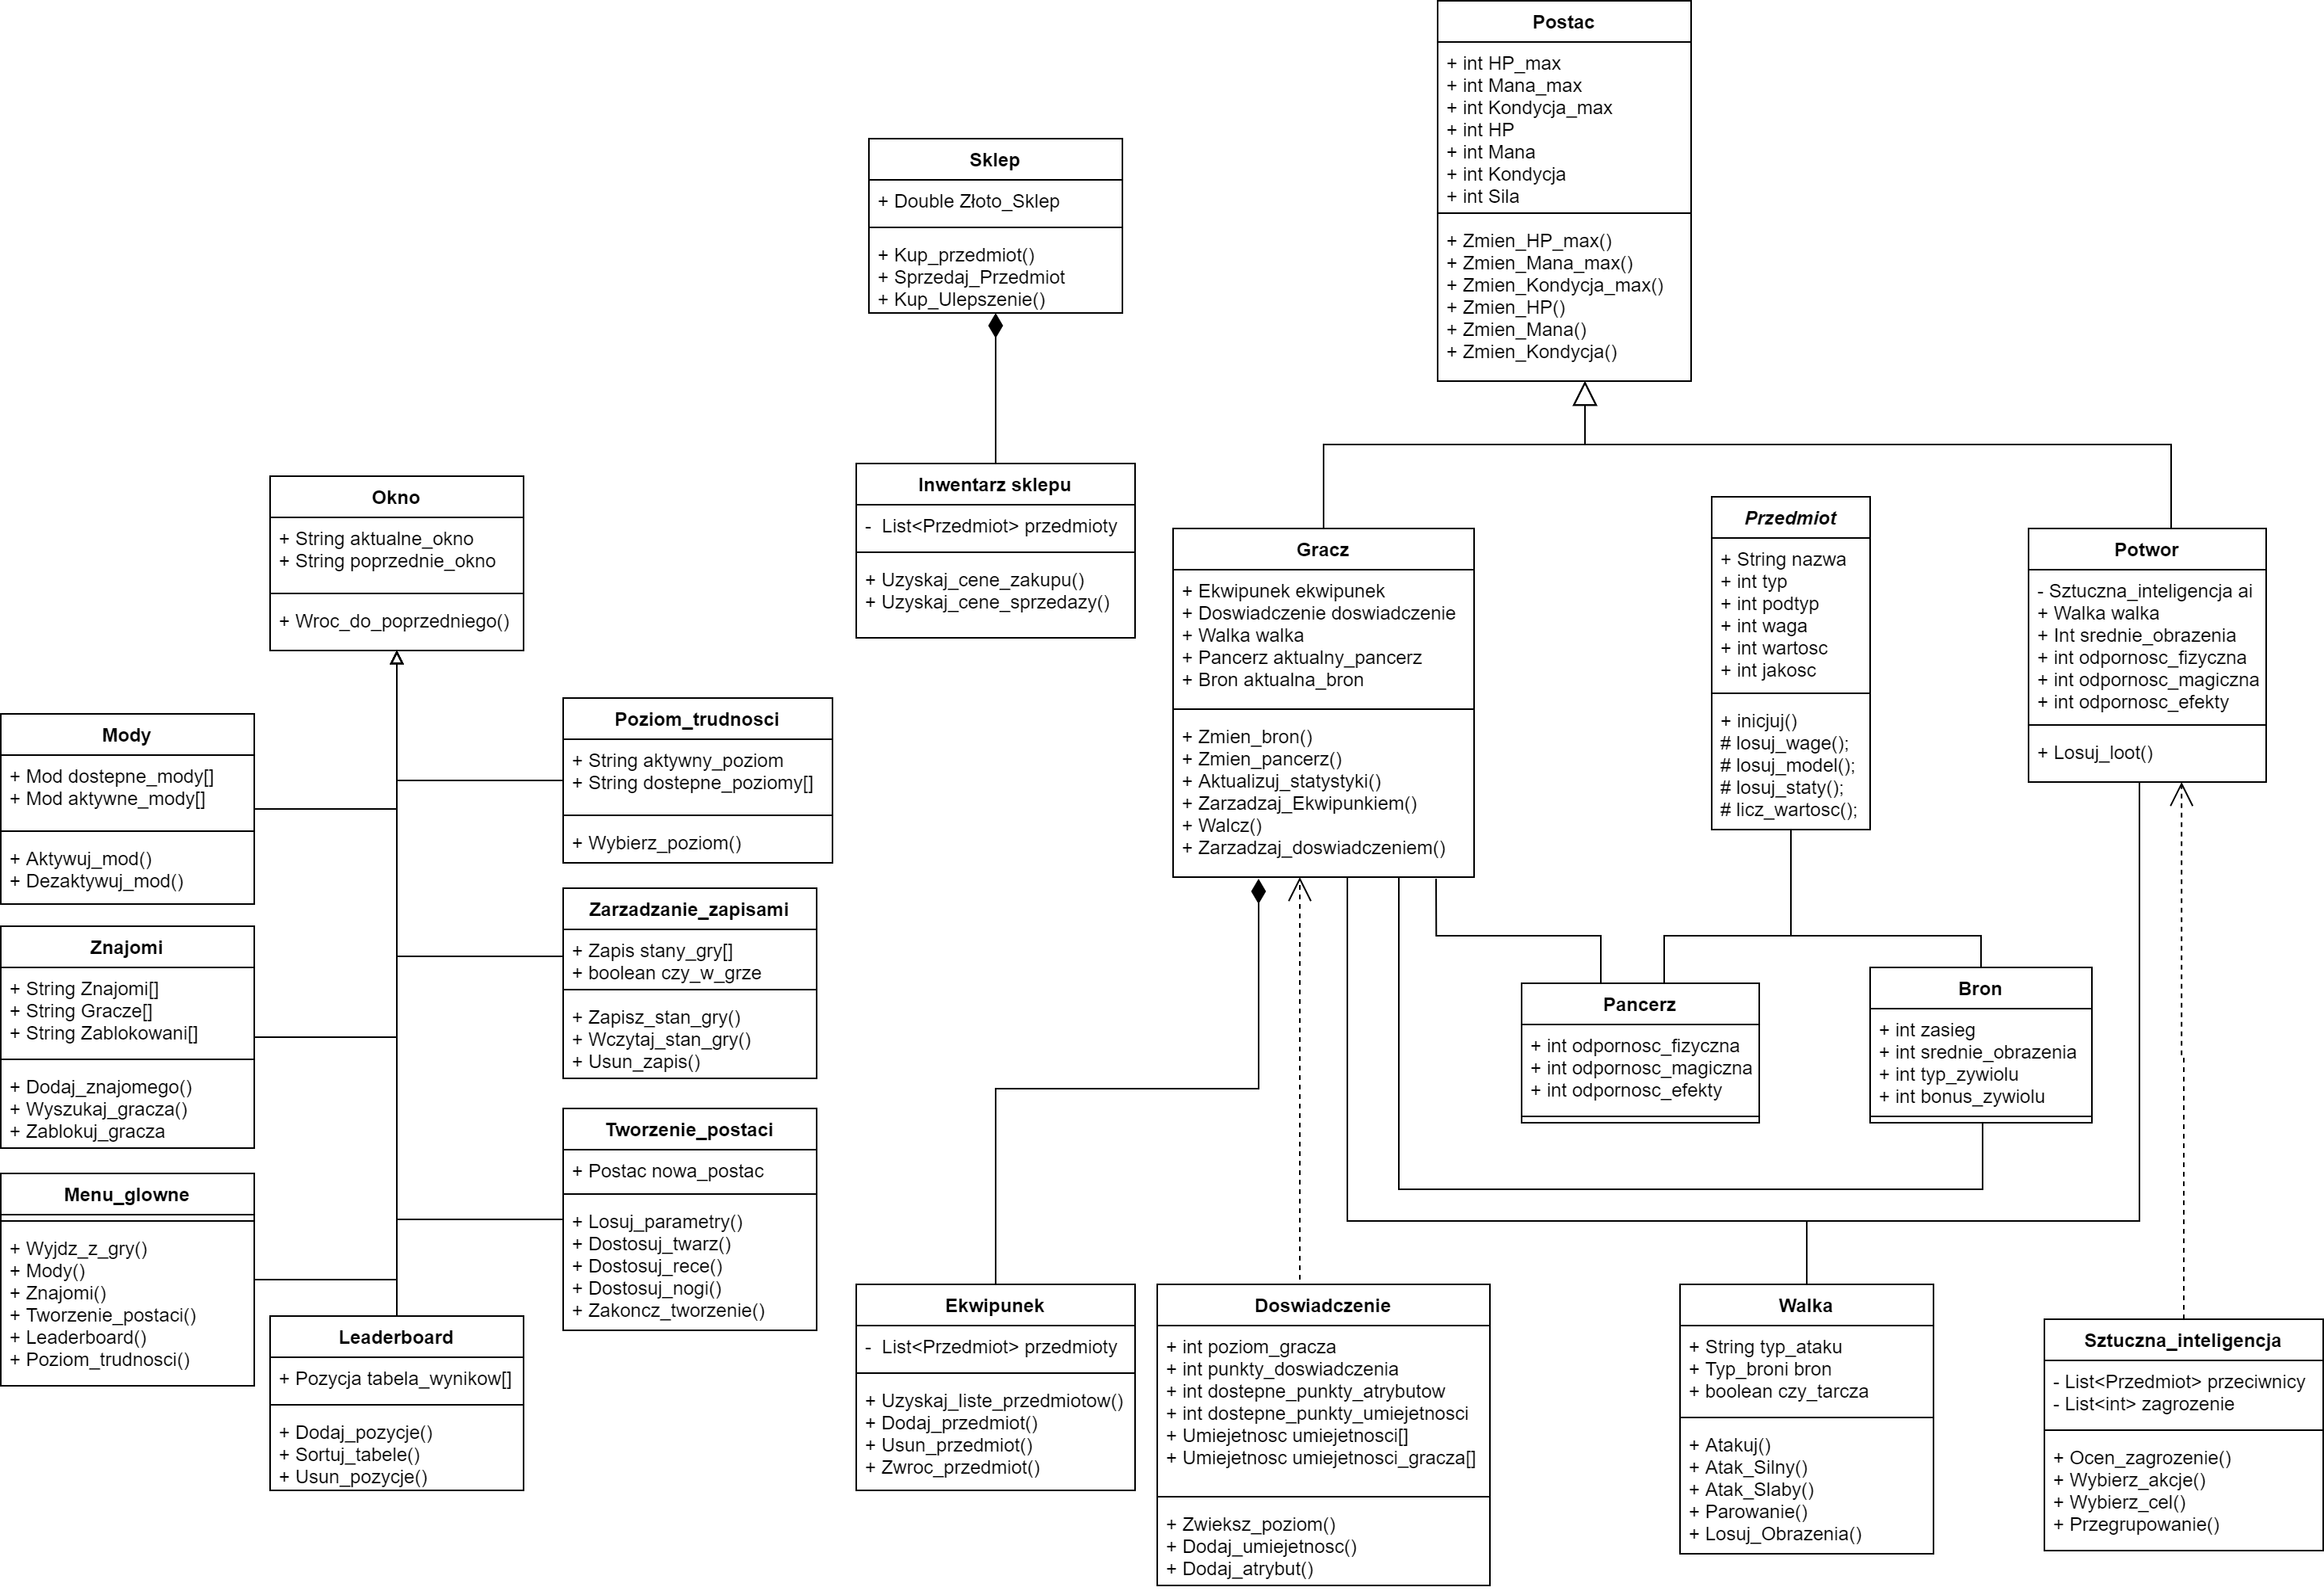 Postac
+ int HP_max
+ int Mana_max
+ int Kondycja_max
+ int HP
+ int Mana
+ int Kondycja
+ int Sila
+ Zmien_HP_max()
+ Zmien_Mana_max()
+ Zmien_Kondycja_max()
+ Zmien_HP()
+ Zmien_Mana()
+ Zmien_Kondycja()
Sklep
+ Double Złoto_Sklep
+ Kup_przedmiot()
+ Sprzedaj_Przedmiot
+ Kup_Ulepszenie()
Inwentarz sklepu
- List<Przedmiot> przedmioty
+ Uzyskaj_cene_zakupu()
+ Uzyskaj_cene_sprzedazy()
Okno
+ String aktualne_okno
+ String poprzednie_okno
+ Wroc_do_poprzedniego()
Gracz
+ Ekwipunek ekwipunek
+ Doswiadczenie doswiadczenie
+ Walka walka
+ Pancerz aktualny_pancerz
+ Bron aktualna_bron
+ Zmien_bron()
+ Zmien_pancerz()
+ Aktualizuj_statystyki()
+ Zarzadzaj_Ekwipunkiem()
+ Walcz()
+ Zarzadzaj_doswiadczeniem()
Przedmiot
+ String nazwa
+ int typ
+ int podtyp
+ int waga
+ int wartosc
+ int jakosc
+ inicjuj()
# losuj_wage();
# losuj_model();
# losuj_staty();
# licz_wartosc();
Potwor
- Sztuczna_inteligencja ai
+ Walka walka
+ Int srednie_obrazenia
+ int odpornosc_fizyczna
+ int odpornosc_magiczna
+ int odpornosc_efekty
+ Losuj_loot()
Mody
+ Mod dostepne_mody[]
+ Mod aktywne_mody[]
+ Aktywuj_mod()
+ Dezaktywuj_mod()
Poziom_trudnosci
+ String aktywny_poziom
+ String dostepne_poziomy[]
+ Wybierz_poziom()
Znajomi
+ String Znajomi[]
+ String Gracze[]
+ String Zablokowani[]
+ Dodaj_znajomego()
+ Wyszukaj_gracza()
+ Zablokuj_gracza
Zarzadzanie_zapisami
+ Zapis stany_gry[]
+ boolean czy_w_grze
+ Zapisz_stan_gry()
+ Wczytaj_stan_gry()
+ Usun_zapis()
Pancerz
+ int odpornosc_fizyczna
+ int odpornosc_magiczna
+ int odpornosc_efekty
Bron
+ int zasieg
+ int srednie_obrazenia
+ int typ_zywiolu
+ int bonus_zywiolu
Menu_glowne
+ Wyjdz_z_gry()
+ Mody()
+ Znajomi()
+ Tworzenie_postaci()
+ Leaderboard()
+ Poziom_trudnosci()
Tworzenie_postaci
+ Postac nowa_postac
+ Losuj_parametry()
+ Dostosuj_twarz()
+ Dostosuj_rece()
+ Dostosuj_nogi()
+ Zakoncz_tworzenie()
Leaderboard
+ Pozycja tabela_wynikow[]
+ Dodaj_pozycje()
+ Sortuj_tabele()
+ Usun_pozycje()
Ekwipunek
- List<Przedmiot> przedmioty
+ Uzyskaj_liste_przedmiotow()
+ Dodaj_przedmiot()
+ Usun_przedmiot()
+ Zwroc_przedmiot()
Doswiadczenie
+ int poziom_gracza
+ int punkty_doswiadczenia
+ int dostepne_punkty_atrybutow
+ int dostepne_punkty_umiejetnosci
+ Umiejetnosc umiejetnosci[]
+ Umiejetnosc umiejetnosci_gracza[]
+ Zwieksz_poziom()
+ Dodaj_umiejetnosc()
+ Dodaj_atrybut()
Walka
+ String typ_ataku
+ Typ_broni bron
+ boolean czy_tarcza
+ Atakuj()
+ Atak_Silny()
+ Atak_Slaby()
+ Parowanie()
+ Losuj_Obrazenia()
Sztuczna_inteligencja
- List<Przedmiot> przeciwnicy
- List<int> zagrozenie
+ Ocen_zagrozenie()
+ Wybierz_akcje()
+ Wybierz_cel()
+ Przegrupowanie()